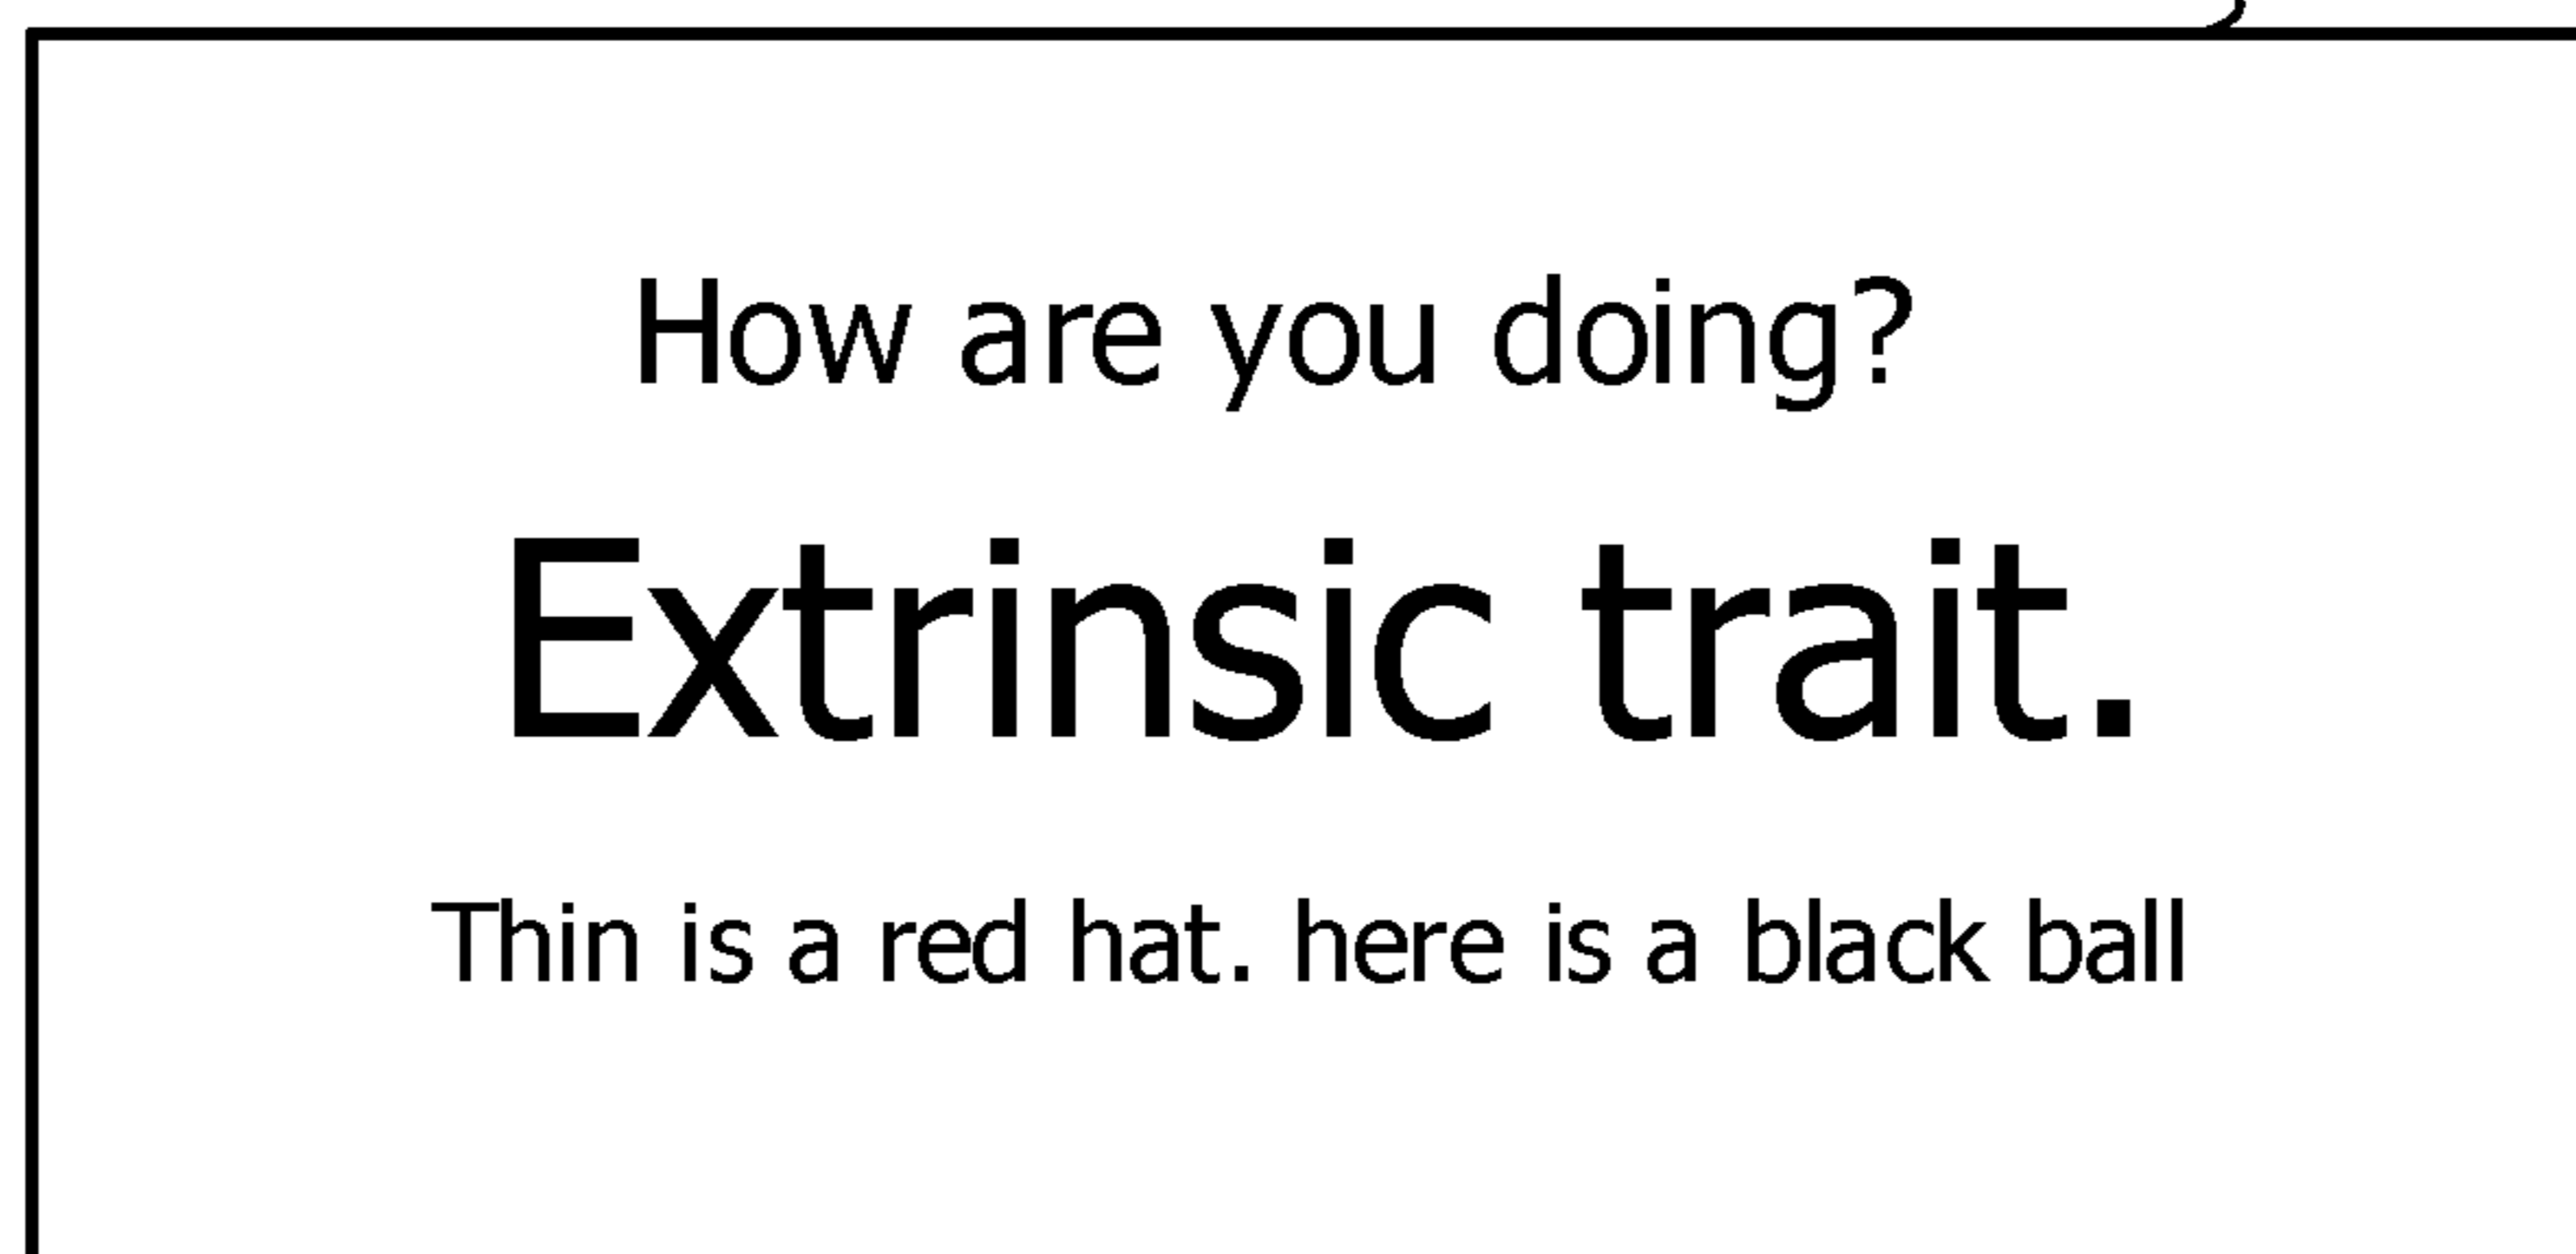 How are you doing?
Extrinsic trait.
Thin is a red hat. here is a black ball